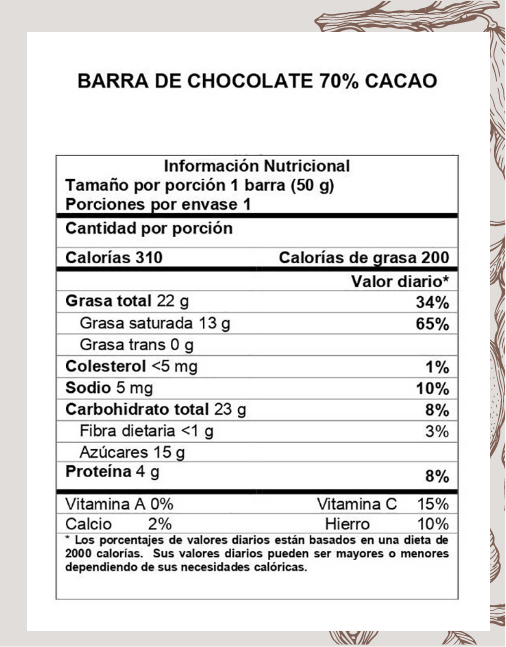 BARRA DE CHOCOLATE 70% CACAO
Información Nutricional
Tamaño por porción 1 barra (50 g)
Porciones por envase 1
Cantidad por porción
Calorías 310 Calorías de grasa 200
Valor diario*
Grasa total 22 g 34%
Grasa saturada 13 g 65%
Grasa trans 0 g
Colesterol <5 mg 1%
Sodio 5 mg 10%
Carbohidrato total 23 g 8%
Fibra dietaria <1 g 3%
Azúcares 15 g
Proteína 4 g 8%
Vitamina A 0% Vitamina C 15%
Calcio 2% Hierro 10%
* Los porcentajes de valores diarios están basados en una dieta de
2000 calorías. Sus valores diarios pueden ser mayores o menores
dependiendo de sus necesidades calóricas.